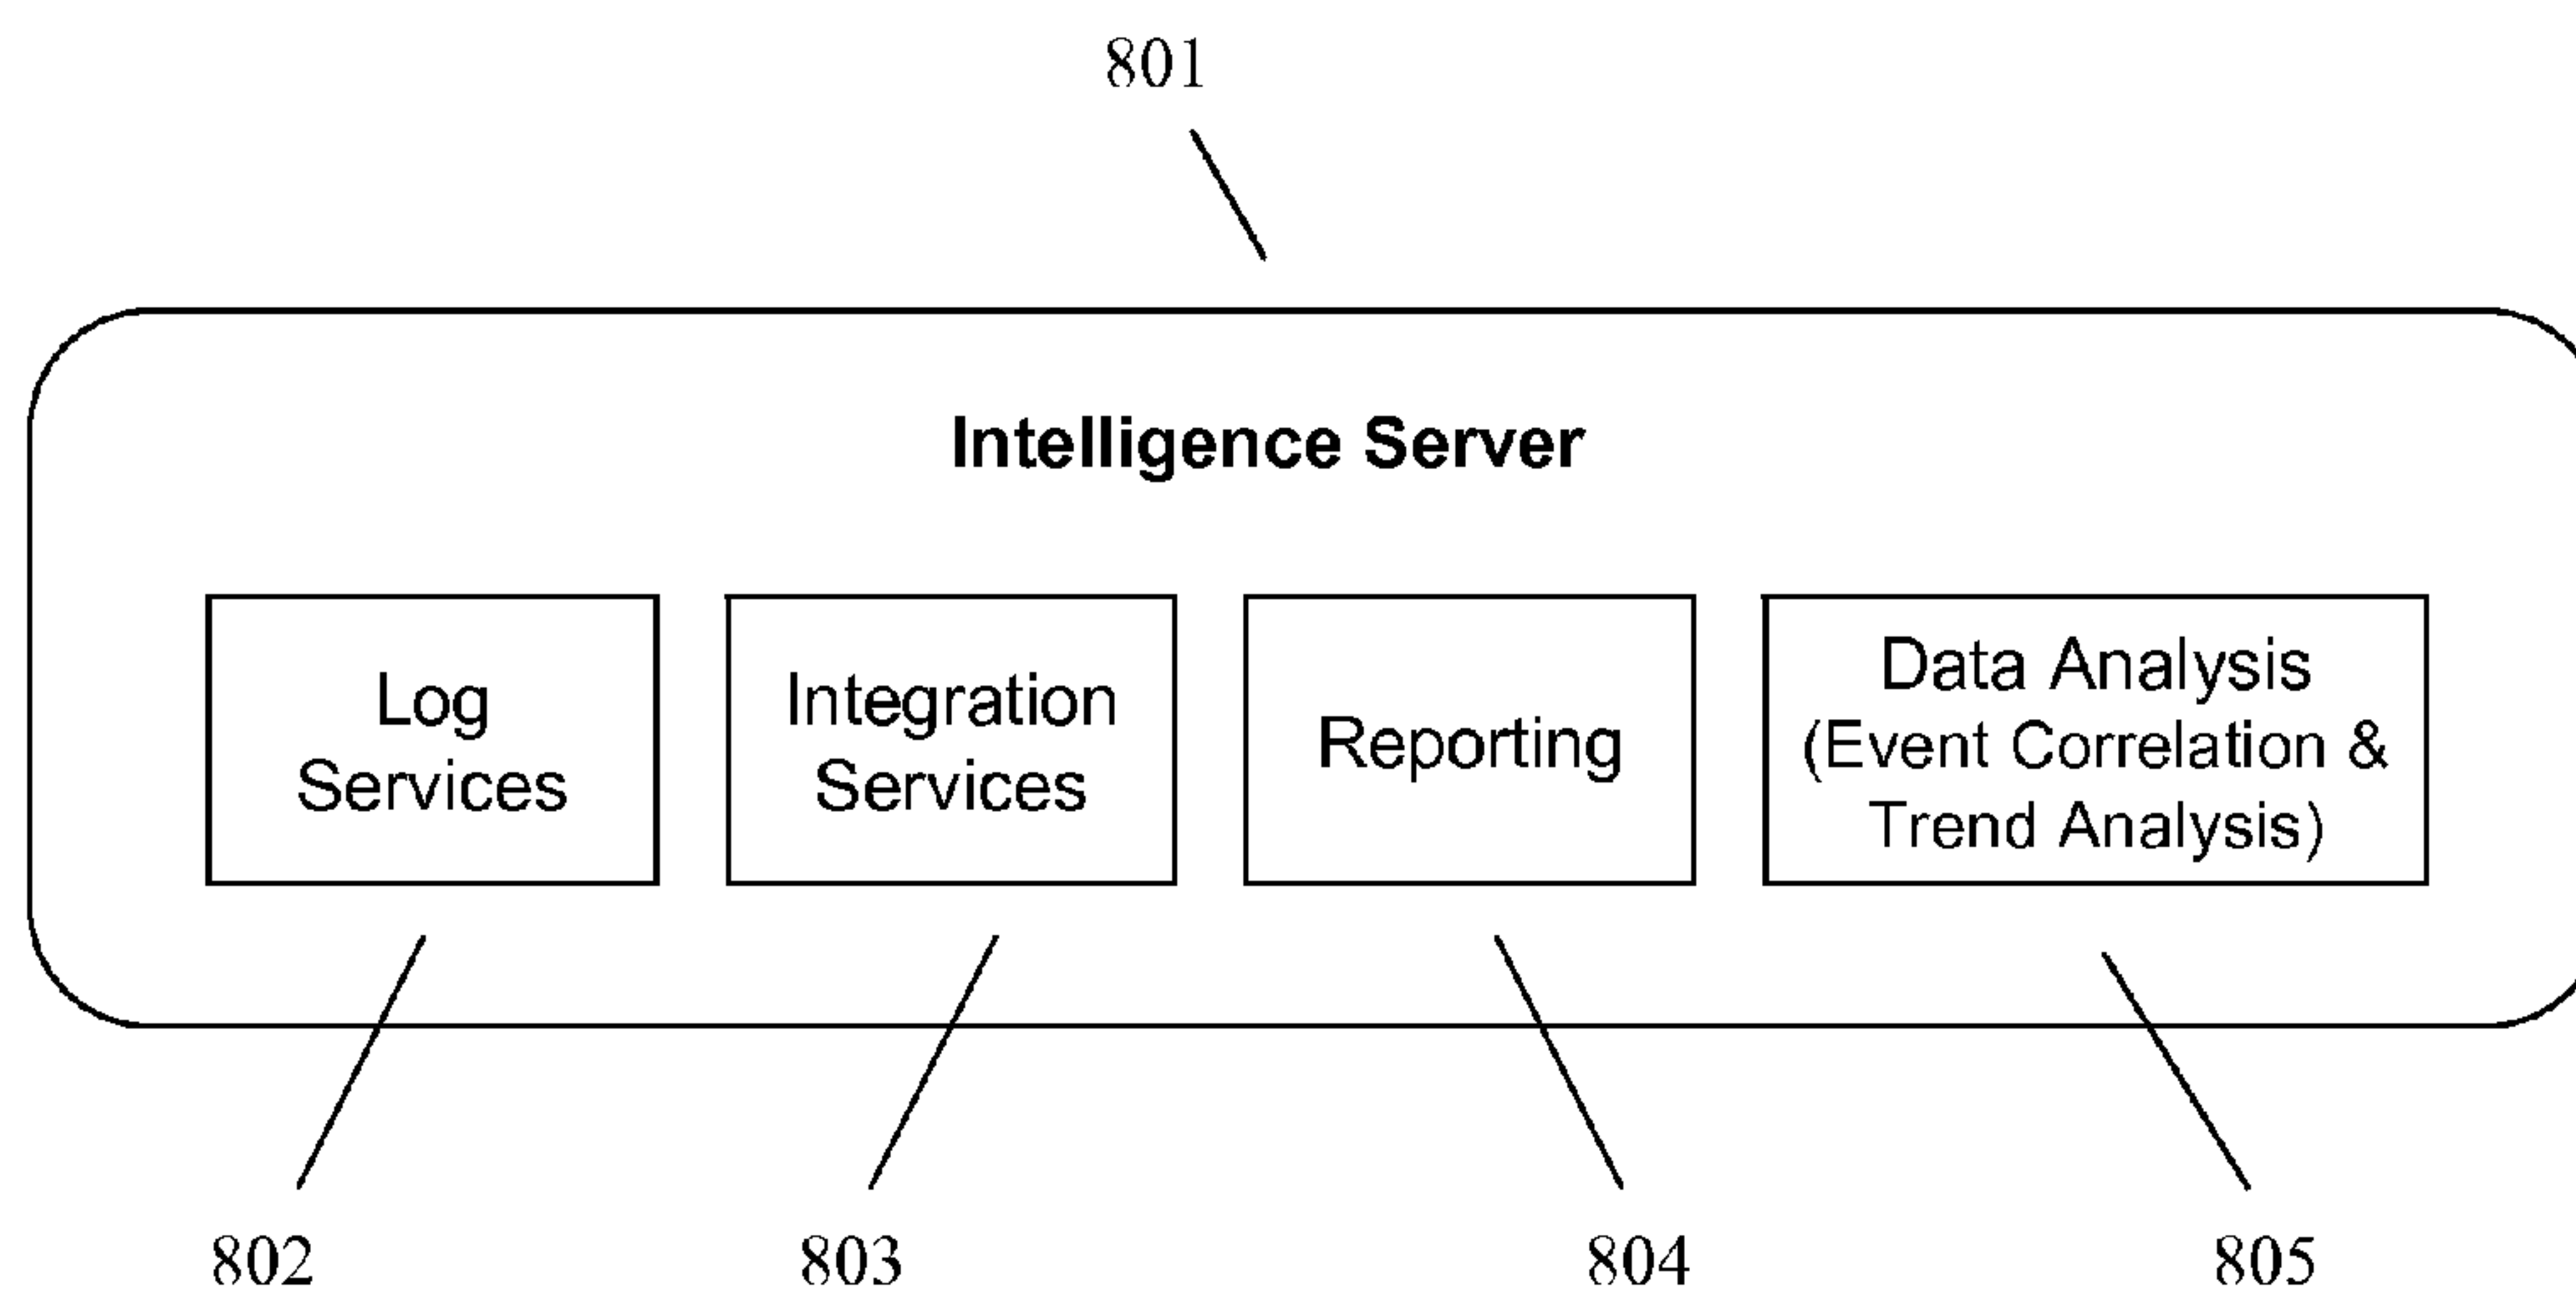 801
Intelligence Server
Log
Services
Integration
Services
Reporting
Data Analysis
(Event Correlation &
Trend Analysis)
802
803
804
805